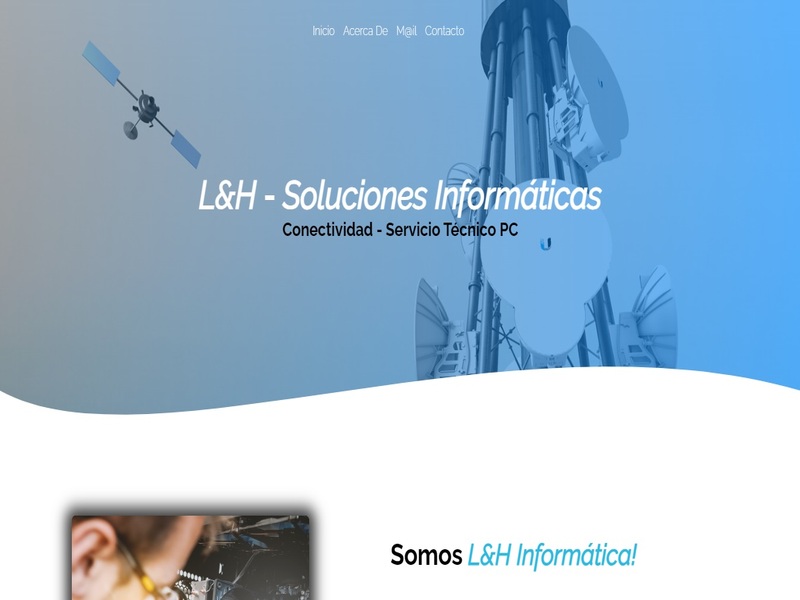 Inicio Acerca De M@il Contacto
L&H - Soluciones Informáticas
Conectividad - Servicio Técnico PC
Somos L&H Informática!